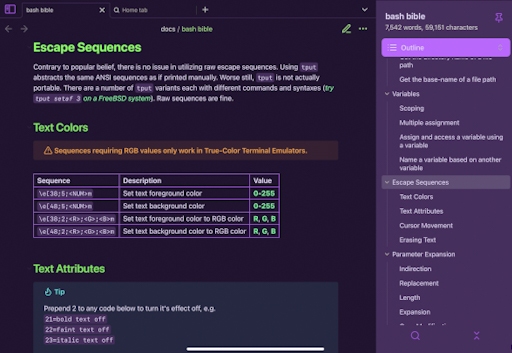 bash bible
Home tab
docs / bash bible
Escape Sequences
Contrary to popular belief, there is no issue in utilizing raw escape sequences. Using tput
abstracts the same ANSI sequences as if printed manually. Worse still, tput is not actually
portable. There are a number of tput variants each with different commands and syntaxes (try
tput setaf 3 on a FreeBSD system). Raw sequences are fine.
Text Colors
Sequences requiring RGB values only work in True-Color Terminal Emulators.
Sequence Description Value
\e[38;5;<NUM>m Set text foreground color 0-255
\e[48;5;<NUM>m Set text background color 0-255
\e[38;2;<R>;<G>;<B>m Set text foreground color to RGB color R, G, B
\e[48;2;<R>;<G>;<B>m Set text background color to RGB color R, G, B
Text Attributes
Tip
Prepend 2 to any code below to turn it's effect off, e.g.
21=bold text off
22=faint text off
23=italic text off
bash bible
7,542 words, 59,151 characters
Outline
path
Get the base-name of a file path
Variables
Scoping
Multiple assignment
Assign and access a variable using a
variable
Name a variable based on another
variable
Escape Sequences
Text Colors
Text Attributes
Cursor Movement
Erasing Text
Parameter Expansion
Indirection
Replacement
Length
Expansion